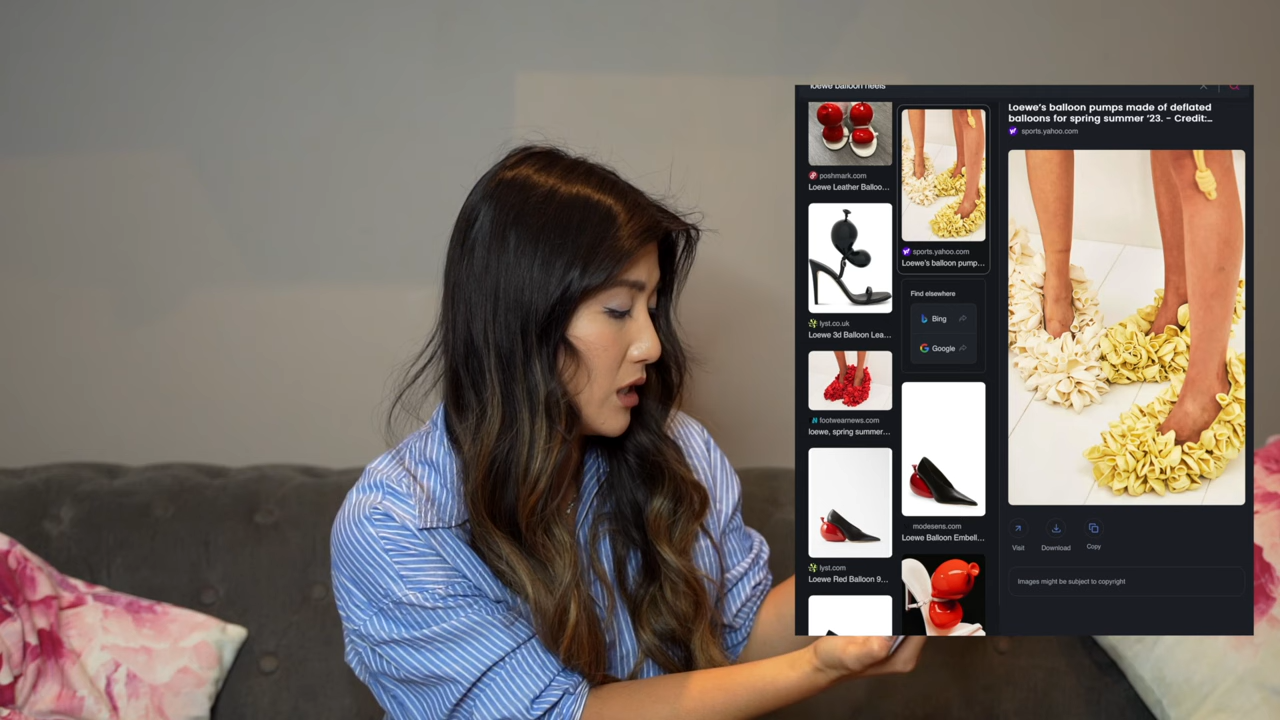 loewe balloon heels
poshmark.com
Loewe Leather Balloo...
lyst.co.uk
Loewe 3d Balloon Lea...
footwearnews.com
loewe, spring summer...
lyst.com
Loewe Red Balloon 9...
sports.yahoo.com
Loewe's balloon pump...
Find elsewhere
Bing
Google
modesens.com
Loewe Balloon Embell...
Loewe's balloon pumps made of deflated
balloons for spring summer '23. - Credit:...
sports.yahoo.com
Visit
Download
Copy
Images might be subject to copyright